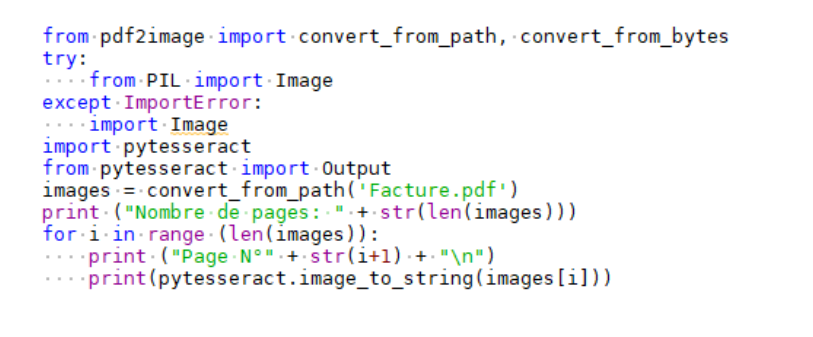 from pdf2image import convert_from_path, convert_from_bytes
try:
    from PIL import Image
except ImportError:
    import Image
import pytesseract
from pytesseract import Output
images = convert_from_path('Facture.pdf')
print ("Nombre de pages: " + str(len(images)))
for i in range (len(images)):
    print ("Page N°" + str(i+1) + "\n")
    print(pytesseract.image_to_string(images[i]))